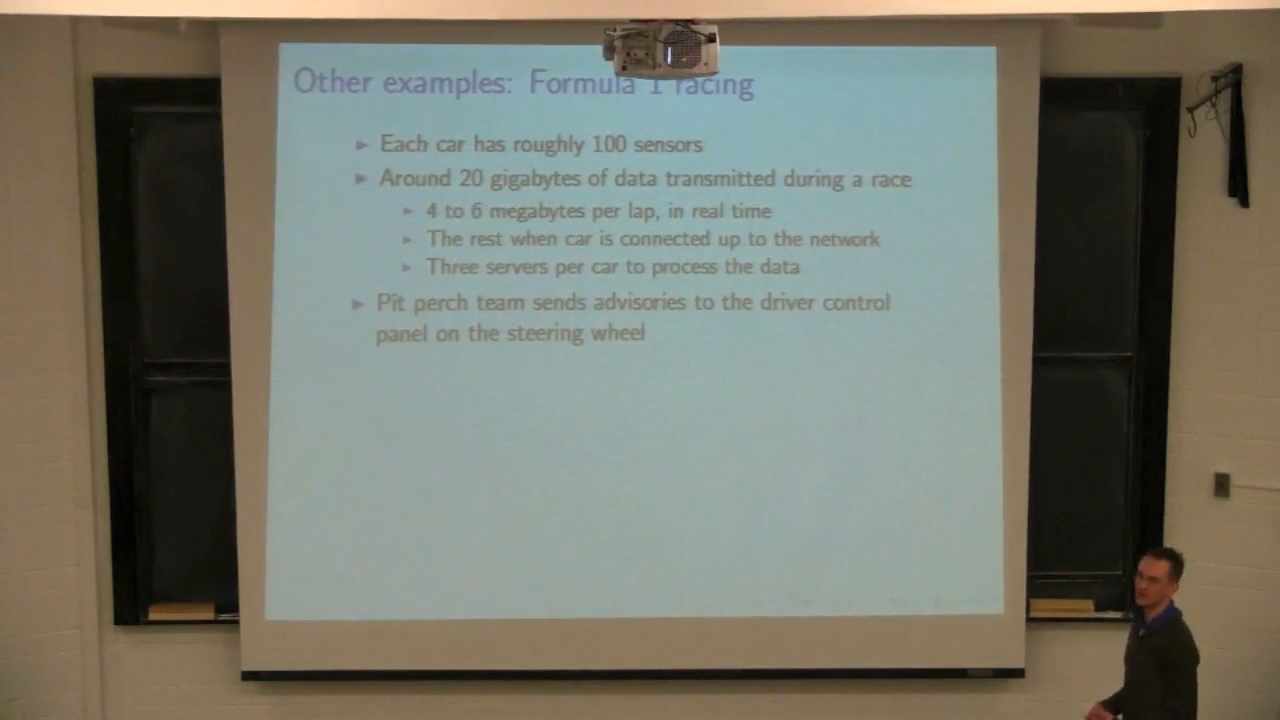 Other examples: Formula 1 racing
Each car has roughly 100 sensors
Around 20 gigabytes of data transmitted during a race
4 to 6 megabytes per lap, in real time
The rest when car is connected up to the network
Three servers per car to process the data
Pit perch team sends advisories to the driver control
panel on the steering wheel